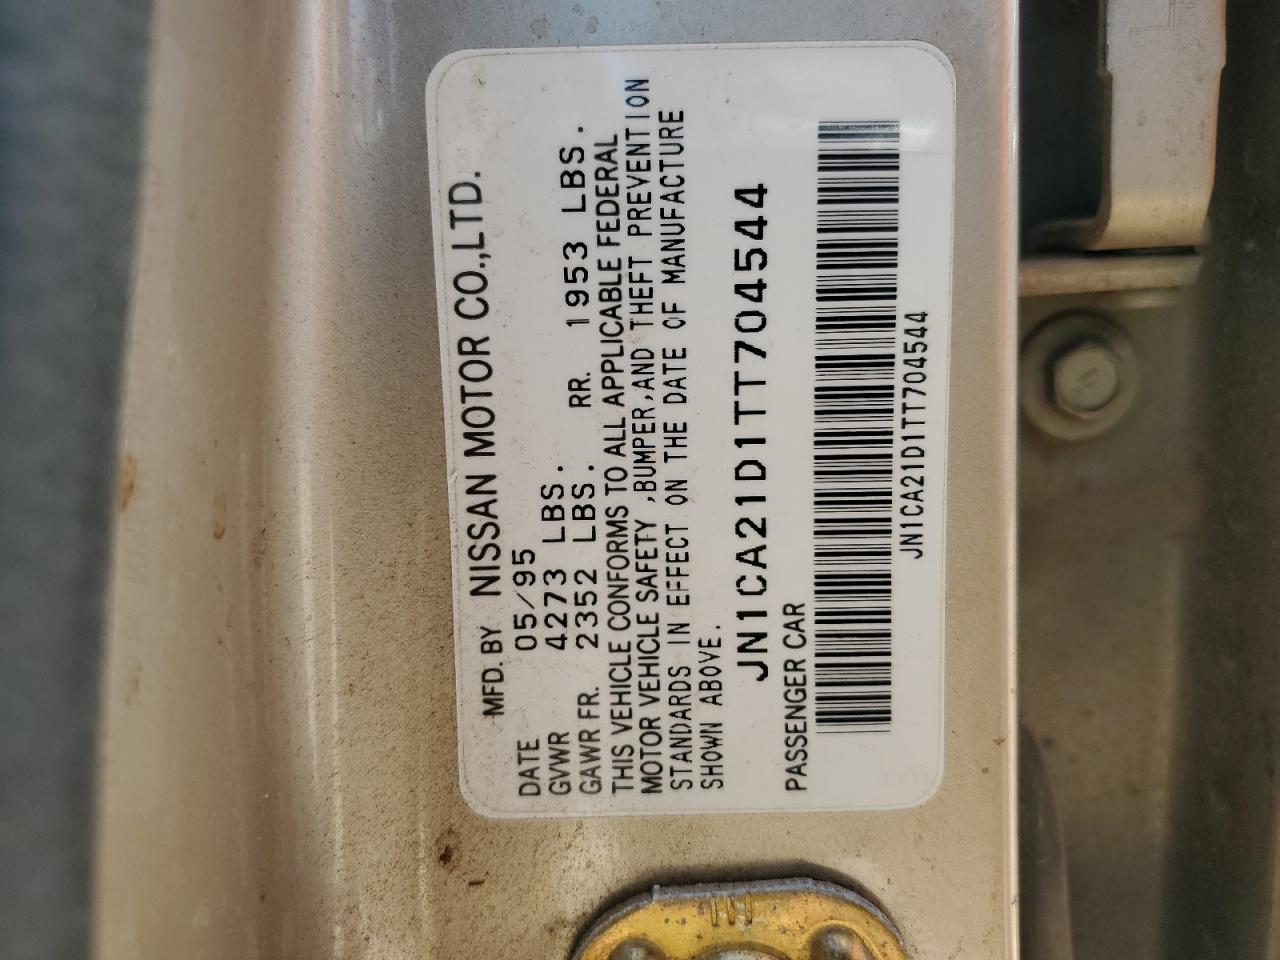 MFD. BY NISSAN MOTOR CO.,LTD.
DATE 05/95
GVWR 4273 LBS.
GAWR FR. 2352 LBS. RR. 1953 LBS.
THIS VEHICLE CONFORMS TO ALL APPLICABLE FEDERAL
MOTOR VEHICLE SAFETY ,BUMPER,AND THEFT PREVENTION
STANDARDS IN EFFECT ON THE DATE OF MANUFACTURE
SHOWN ABOVE.
JN1CA21D1TT704544
PASSENGER CAR
JN1CA21D1TT704544